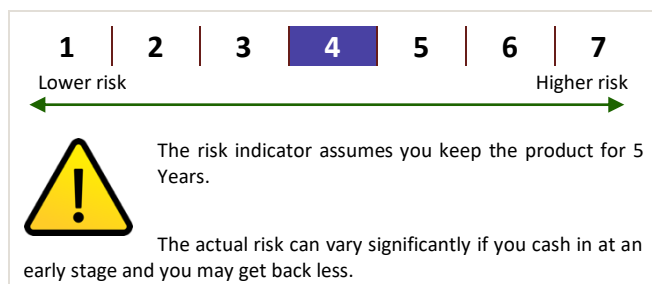 1 2 3 4 5 6 7
Lower risk Higher risk
The risk indicator assumes you keep the product for 5
Years.
The actual risk can vary significantly if you cash in at an
early stage and you may get back less.